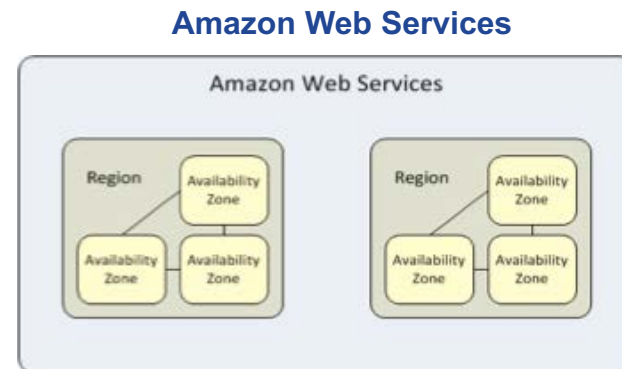 Amazon Web Services
Amazon Web Services
Region
Availability
Zone
Availability
Zone
Availability
Zone
Region
Availability
Zone
Availability
Zone
Availability
Zone